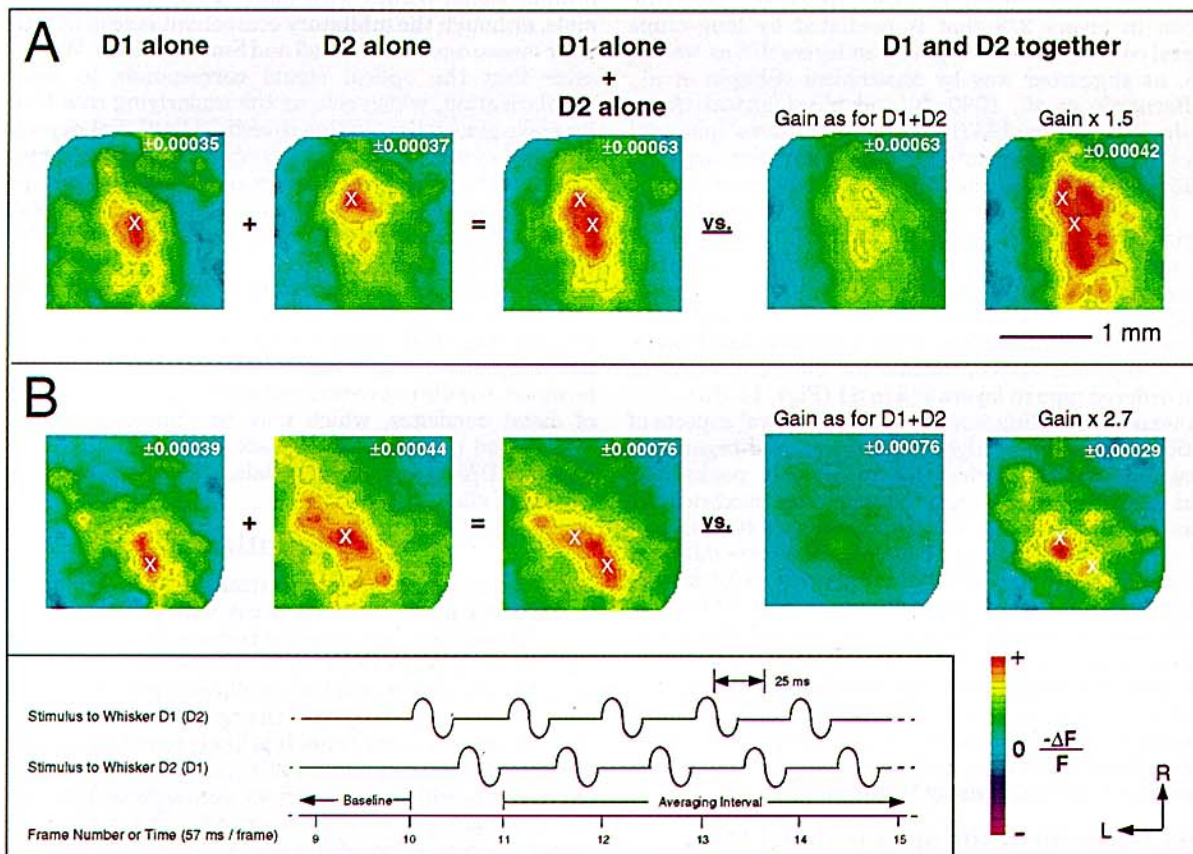 A
D1 alone
D2 alone
D1 alone
+
D2 alone
D1 and D2 together
Gain as for D1+D2
Gain x 1.5
±0.00035
±0.00037
±0.00063
±0.00063
±0.00042
X
X
X
X
X
X
+
=
vs.
1 mm
B
Gain as for D1+D2
Gain x 2.7
±0.00039
±0.00044
±0.00076
±0.00076
±0.00029
X
X
X
X
X
X
+
=
vs.
25 ms
Stimulus to Whisker D1 (D2)
Stimulus to Whisker D2 (D1)
Baseline
Averaging Interval
Frame Number or Time (57 ms / frame)
9 10 11 12 13 14 15
+
0
-
-ΔF
F
R
L